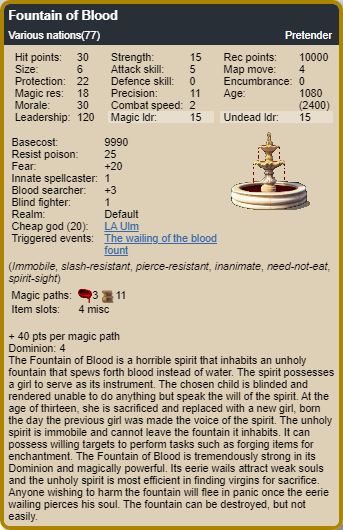 Fountain of Blood
Various nations(77) Pretender
Hit points: 30 Strength: 15 Rec points: 10000
Size: 6 Attack skill: 5 Map move: 4
Protection: 22 Defence skill: 0 Encumbrance: 0
Magic res: 18 Precision: 11 Age: 1080
Morale: 30 Combat speed: 2 (2400)
Leadership: 120 Magic ldr: 15 Undead ldr: 15
Basecost: 9990
Resist poison: 25
Fear: +20
Innate spellcaster: 1
Blood searcher: +3
Blind fighter: 1
Realm: Default
Cheap god (20): LA Ulm
Triggered events: The wailing of the blood
fount
(Immobile, slash-resistant, pierce-resistant, inanimate, need-not-eat,
spirit-sight)
Magic paths: 3 11
Item slots: 4 misc
+ 40 pts per magic path
Dominion: 4
The Fountain of Blood is a horrible spirit that inhabits an unholy
fountain that spews forth blood instead of water. The spirit possesses
a girl to serve as its instrument. The chosen child is blinded and
rendered unable to do anything but speak the will of the spirit. At the
age of thirteen, she is sacrificed and replaced with a new girl, born
the day the previous girl was made the voice of the spirit. The unholy
spirit is immobile and cannot leave the fountain it inhabits. It can
possess willing targets to perform tasks such as forging items for
enchantment. The Fountain of Blood is tremendously strong in its
Dominion and magically powerful. Its eerie wails attract weak souls
and the unholy spirit is most efficient in finding virgins for sacrifice.
Anyone wishing to harm the fountain will flee in panic once the eerie
wailing pierces his soul. The fountain can be destroyed, but not
easily.